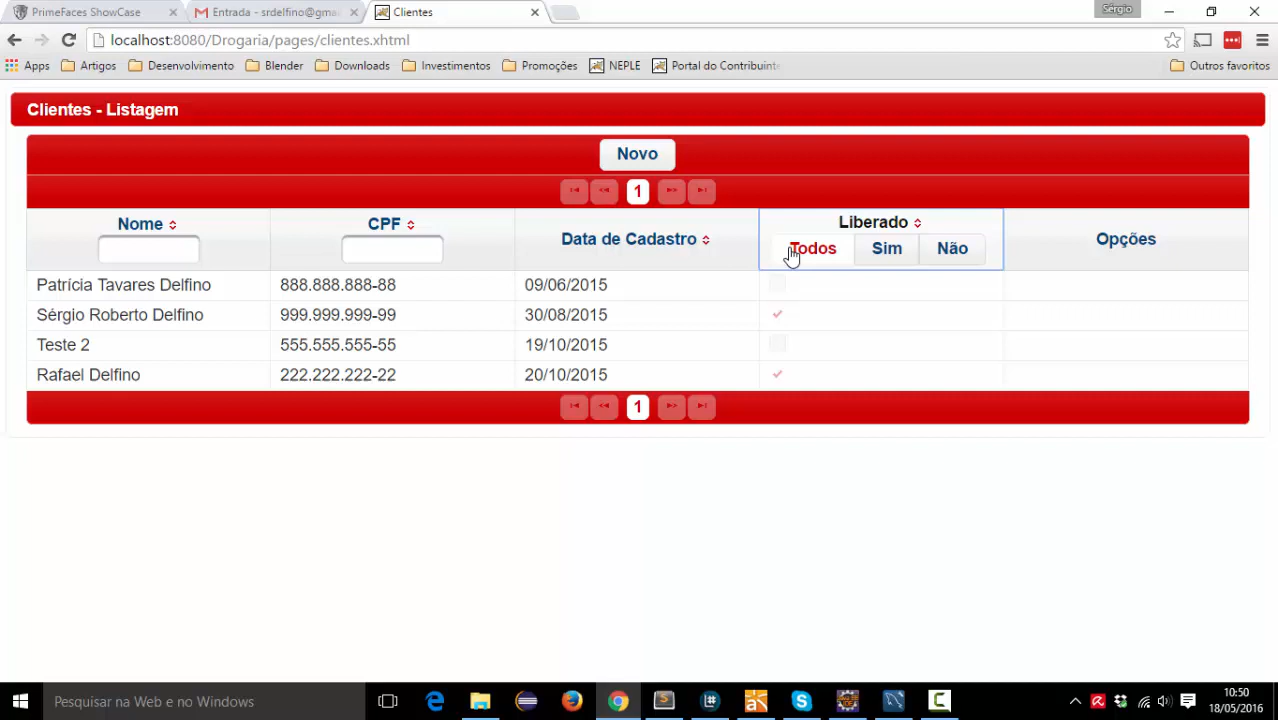 PrimeFaces ShowCase
Entrada - srdelfino@gma
Clientes
Sérgio
localhost:8080/Drogaria/pages/clientes.xhtml
Apps Artigos Desenvolvimento Blender Downloads Investimentos Promoções NEPLE Portal do Contribuint Outros favoritos
Clientes - Listagem
Novo
1
Nome CPF Data de Cadastro Liberado Opções
Todos Sim Não
Patrícia Tavares Delfino 888.888.888-88 09/06/2015
Sérgio Roberto Delfino 999.999.999-99 30/08/2015
Teste 2 555.555.555-55 19/10/2015
Rafael Delfino 222.222.222-22 20/10/2015
1
Pesquisar na Web e no Windows
10:50
18/05/2016